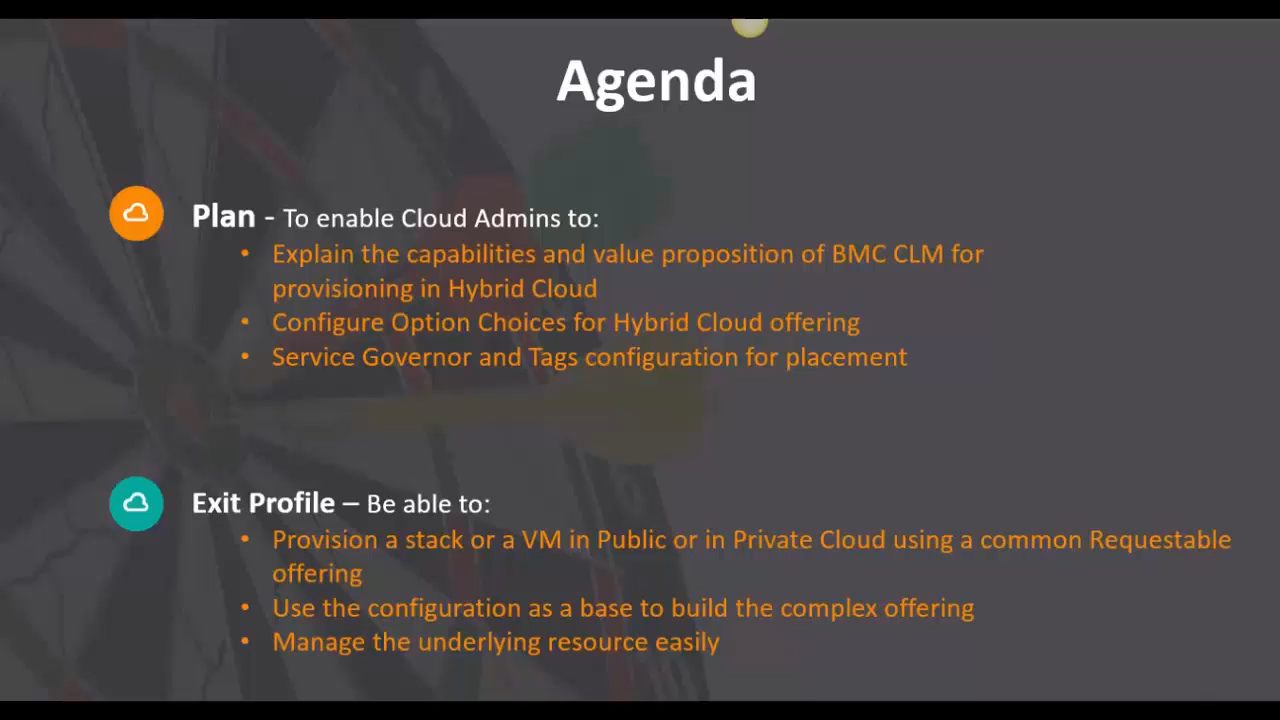 Agenda
Plan - To enable Cloud Admins to:
• Explain the capabilities and value proposition of BMC CLM for
provisioning in Hybrid Cloud
• Configure Option Choices for Hybrid Cloud offering
• Service Governor and Tags configuration for placement
Exit Profile – Be able to:
• Provision a stack or a VM in Public or in Private Cloud using a common Requestable
offering
• Use the configuration as a base to build the complex offering
• Manage the underlying resource easily